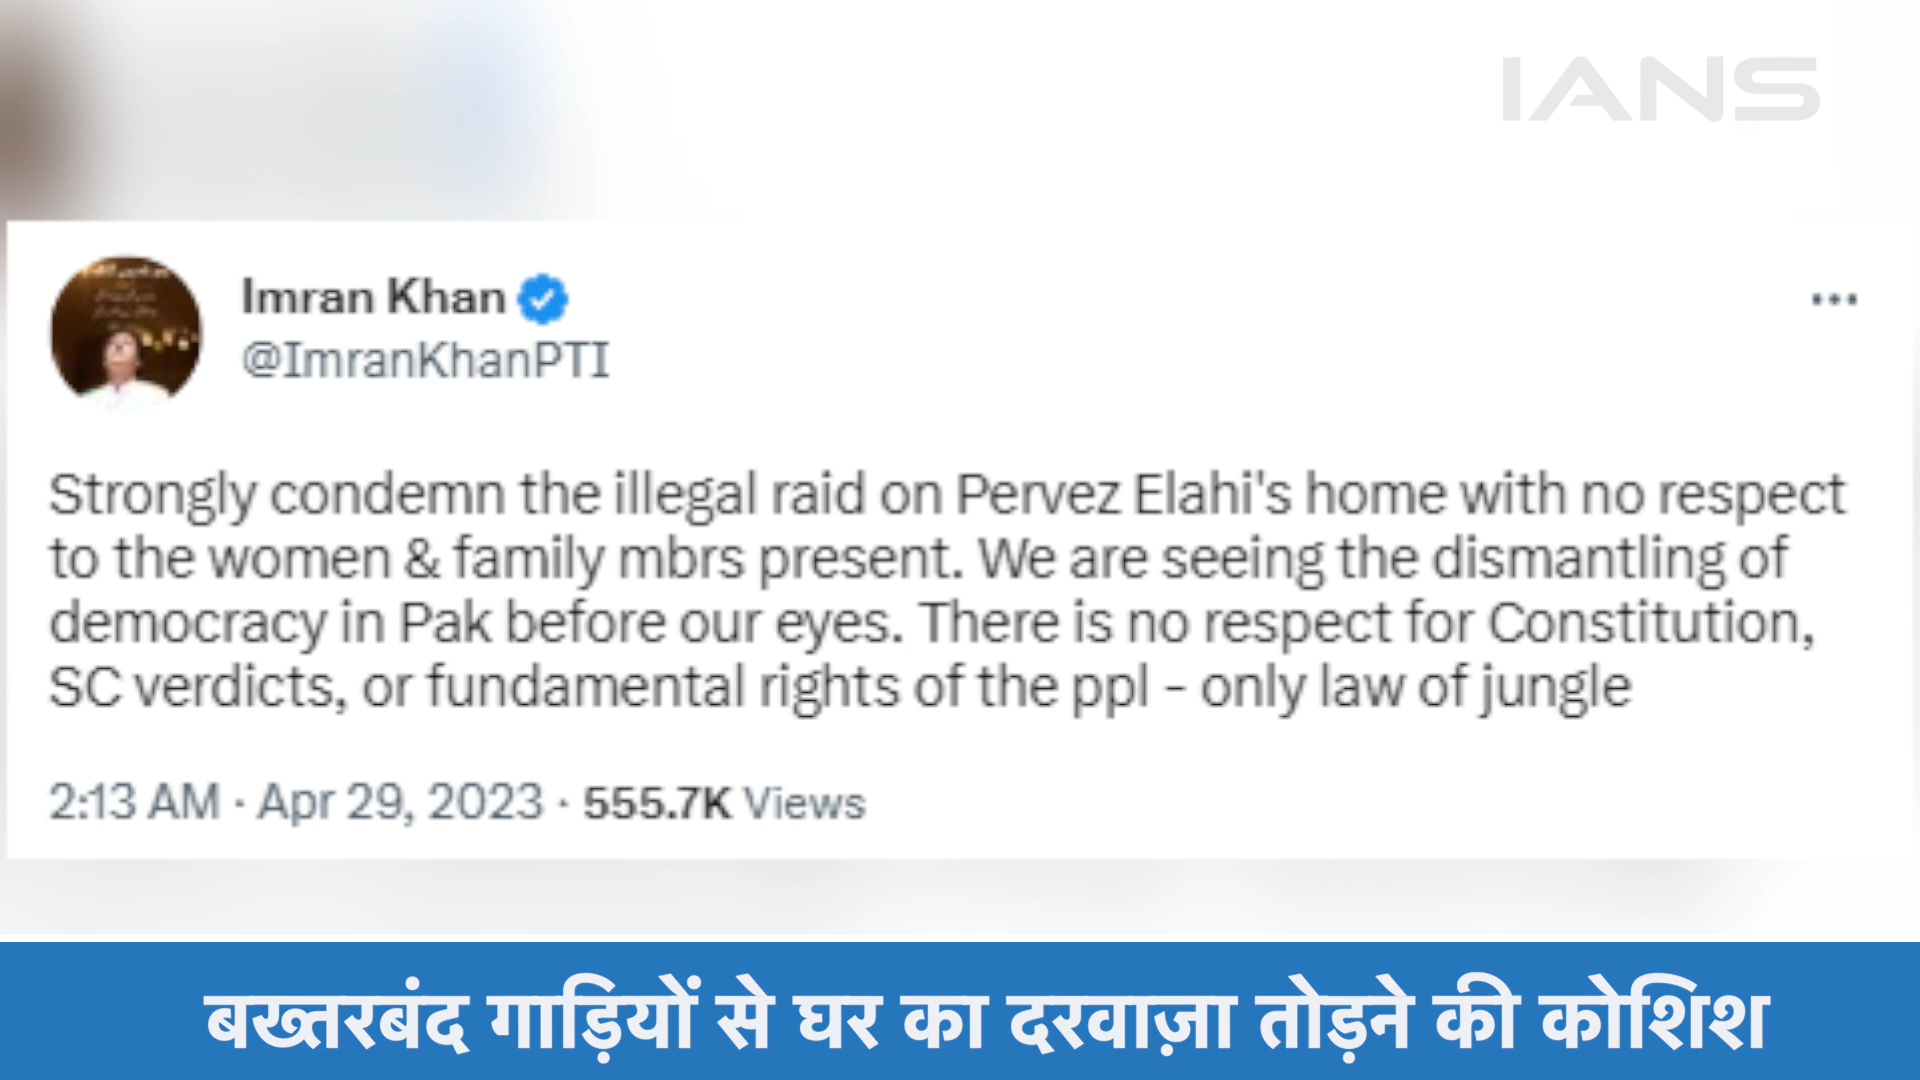 IANS
Imran Khan
@ImranKhanPTI
Strongly condemn the illegal raid on Pervez Elahi's home with no respect
to the women & family mbrs present. We are seeing the dismantling of
democracy in Pak before our eyes. There is no respect for Constitution,
SC verdicts, or fundamental rights of the ppl - only law of jungle
2:13 AM · Apr 29, 2023 · 555.7K Views
बख्तरबंद गाड़ियों से घर का दरवाज़ा तोड़ने की कोशिश